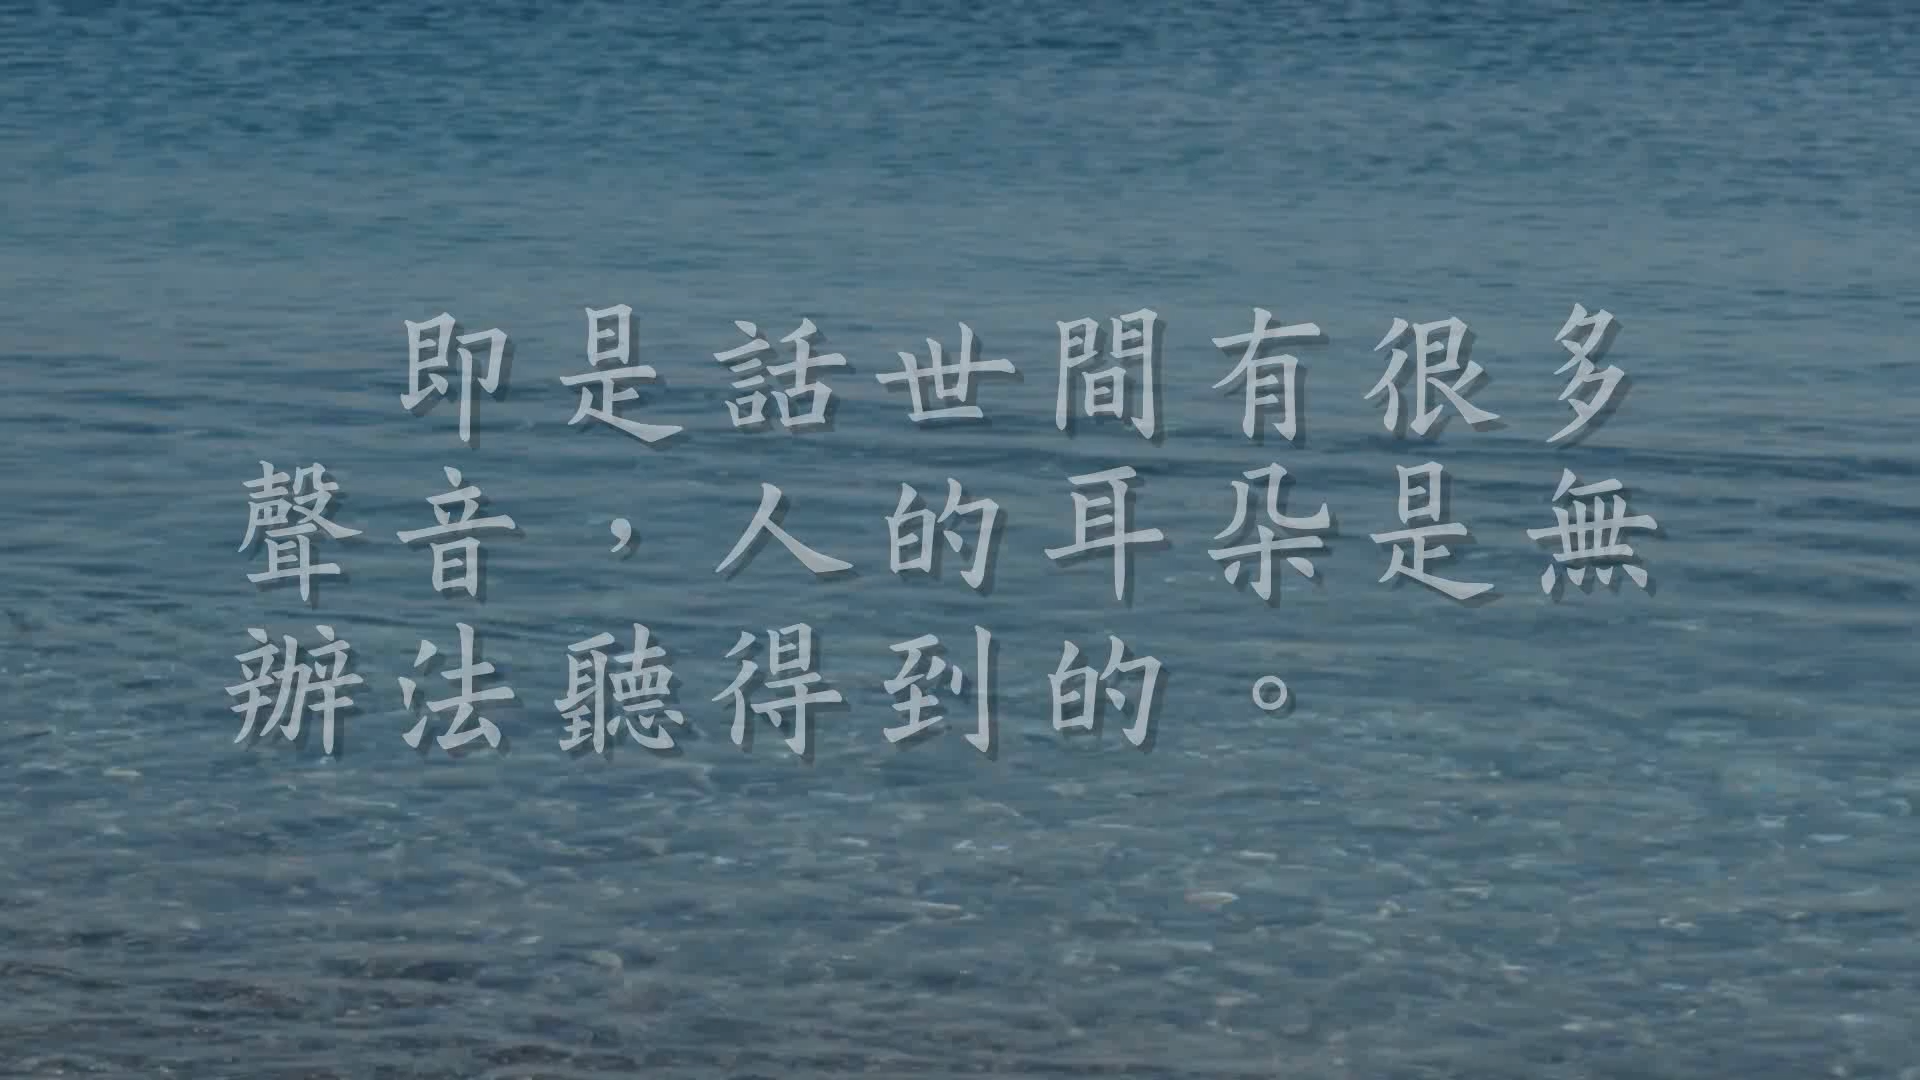 即是話世間有很多
聲音，人的耳朵是無
辦法聽得到的。